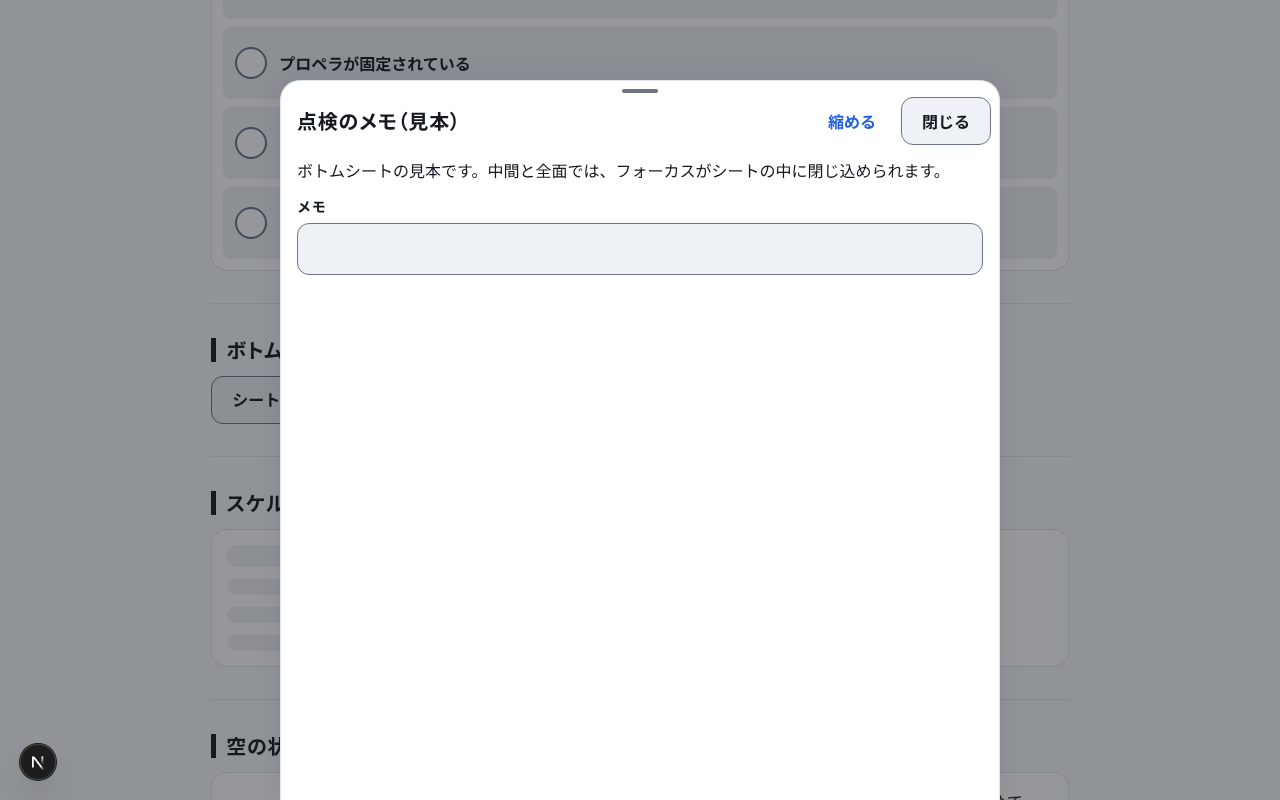 プロペラが固定されている
点検のメモ（見本）
縮める
閉じる
ボトムシートの見本です。中間と全面では、フォーカスがシートの中に閉じ込められます。
メモ
ボトム
シート
スケル
空の状
N